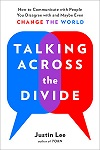 How to Communicate with People
You Disagree with and Maybe Even
CHANGE THE WORLD
TALKING
ACROSS
the
DIVIDE
Justin Lee
author of TORN